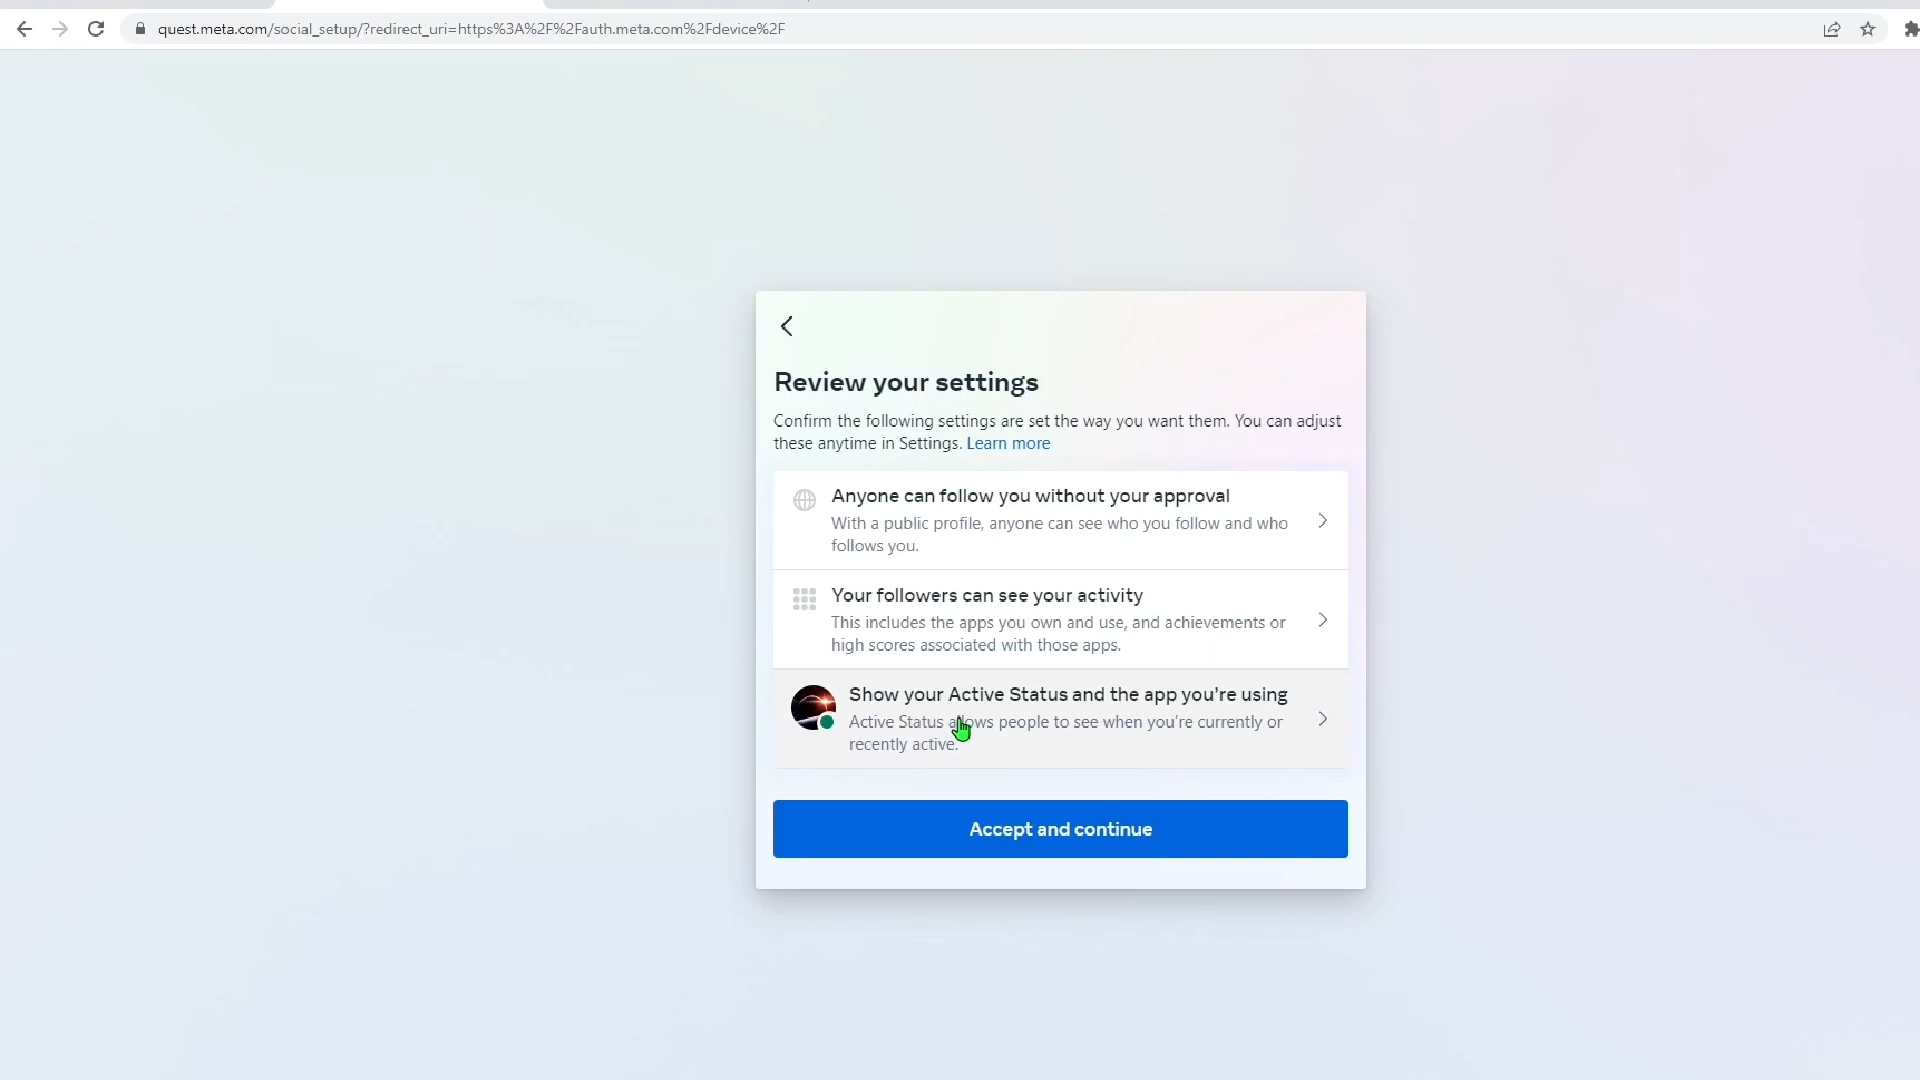 quest.meta.com/social_setup/?redirect_uri=https%3A%2F%2Fauth.meta.com%2Fdevice%2F
Review your settings
Confirm the following settings are set the way you want them. You can adjust
these anytime in Settings. Learn more
Anyone can follow you without your approval
With a public profile, anyone can see who you follow and who
follows you.
Your followers can see your activity
This includes the apps you own and use, and achievements or
high scores associated with those apps.
Show your Active Status and the app you're using
Active Status allows people to see when you're currently or
recently active.
Accept and continue